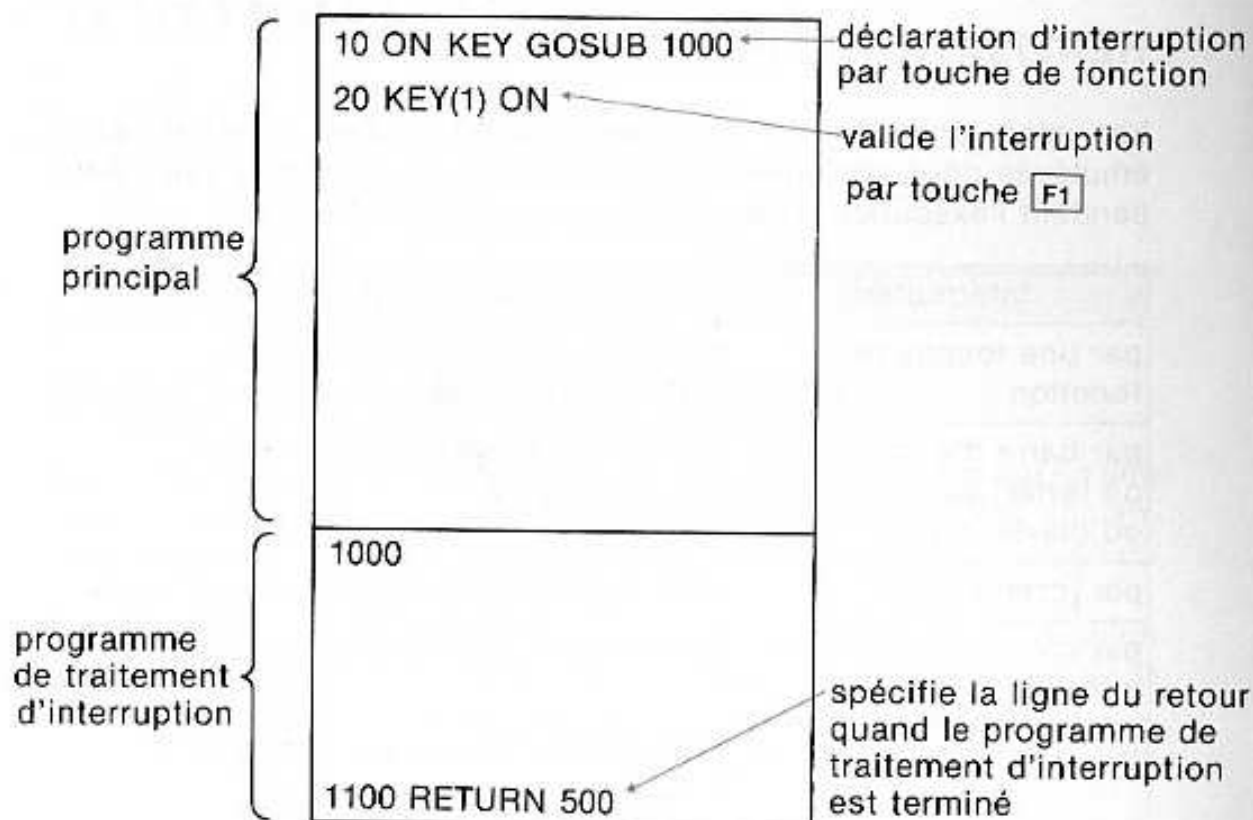 10 ON KEY GOSUB 1000
déclaration d'interruption
par touche de fonction
20 KEY(1) ON
valide l'interruption
par touche F1
programme
principal
1000
programme
de traitement
d'interruption
spécifie la ligne du retour
quand le programme de
traitement d'interruption
est terminé
1100 RETURN 500